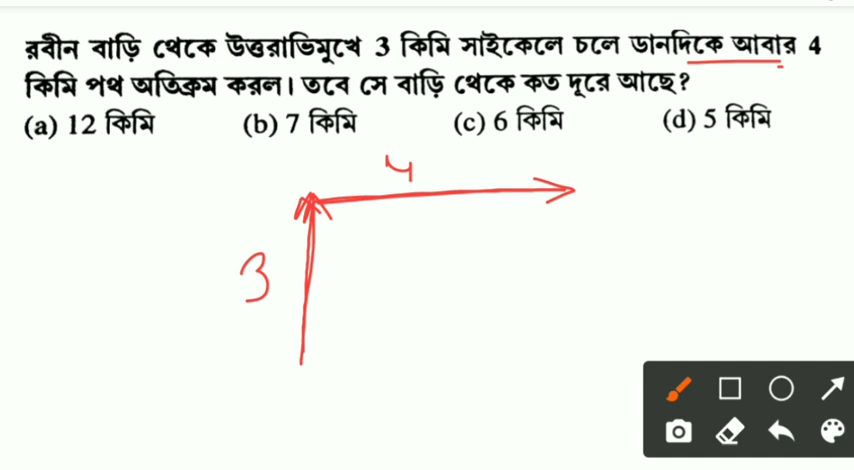 রবীন বাড়ি থেকে উত্তরাভিমুখে 3 কিমি সাইকেলে চলে ডানদিকে আবার 4
কিমি পথ অতিক্রম করল। তবে সে বাড়ি থেকে কত দূরে আছে?
(a) 12 কিমি (b) 7 কিমি (c) 6 কিমি (d) 5 কিমি
4
3